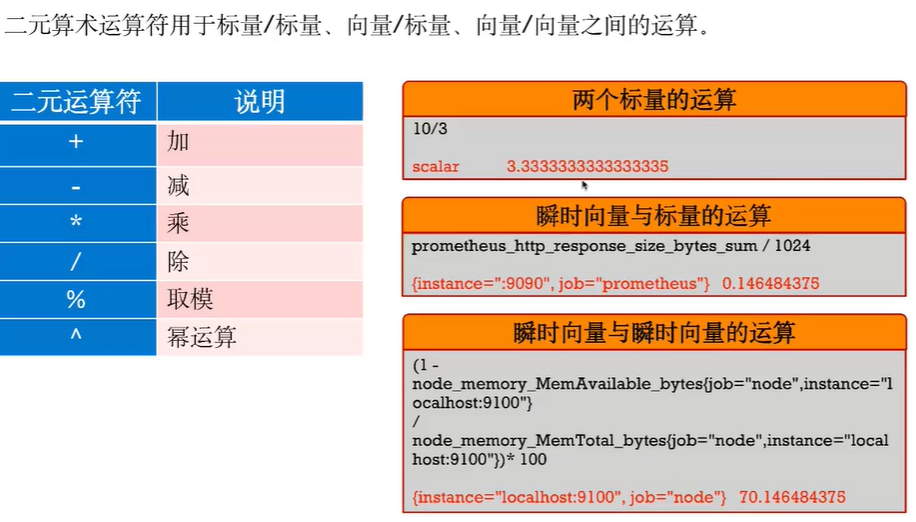 二元算术运算符用于标量/标量、向量/标量、向量/向量之间的运算。
二元运算符 说明
+ 加
- 减
* 乘
/ 除
% 取模
^ 幂运算
两个标量的运算
10/3
scalar 3.3333333333333335
瞬时向量与标量的运算
prometheus_http_response_size_bytes_sum / 1024
{instance=":9090", job="prometheus"} 0.146484375
瞬时向量与瞬时向量的运算
(1 -
node_memory_MemAvailable_bytes{job="node",instance="l
ocalhost:9100"}
/
node_memory_MemTotal_bytes{job="node",instance="local
host:9100"})* 100
{instance="localhost:9100", job="node"} 70.146484375